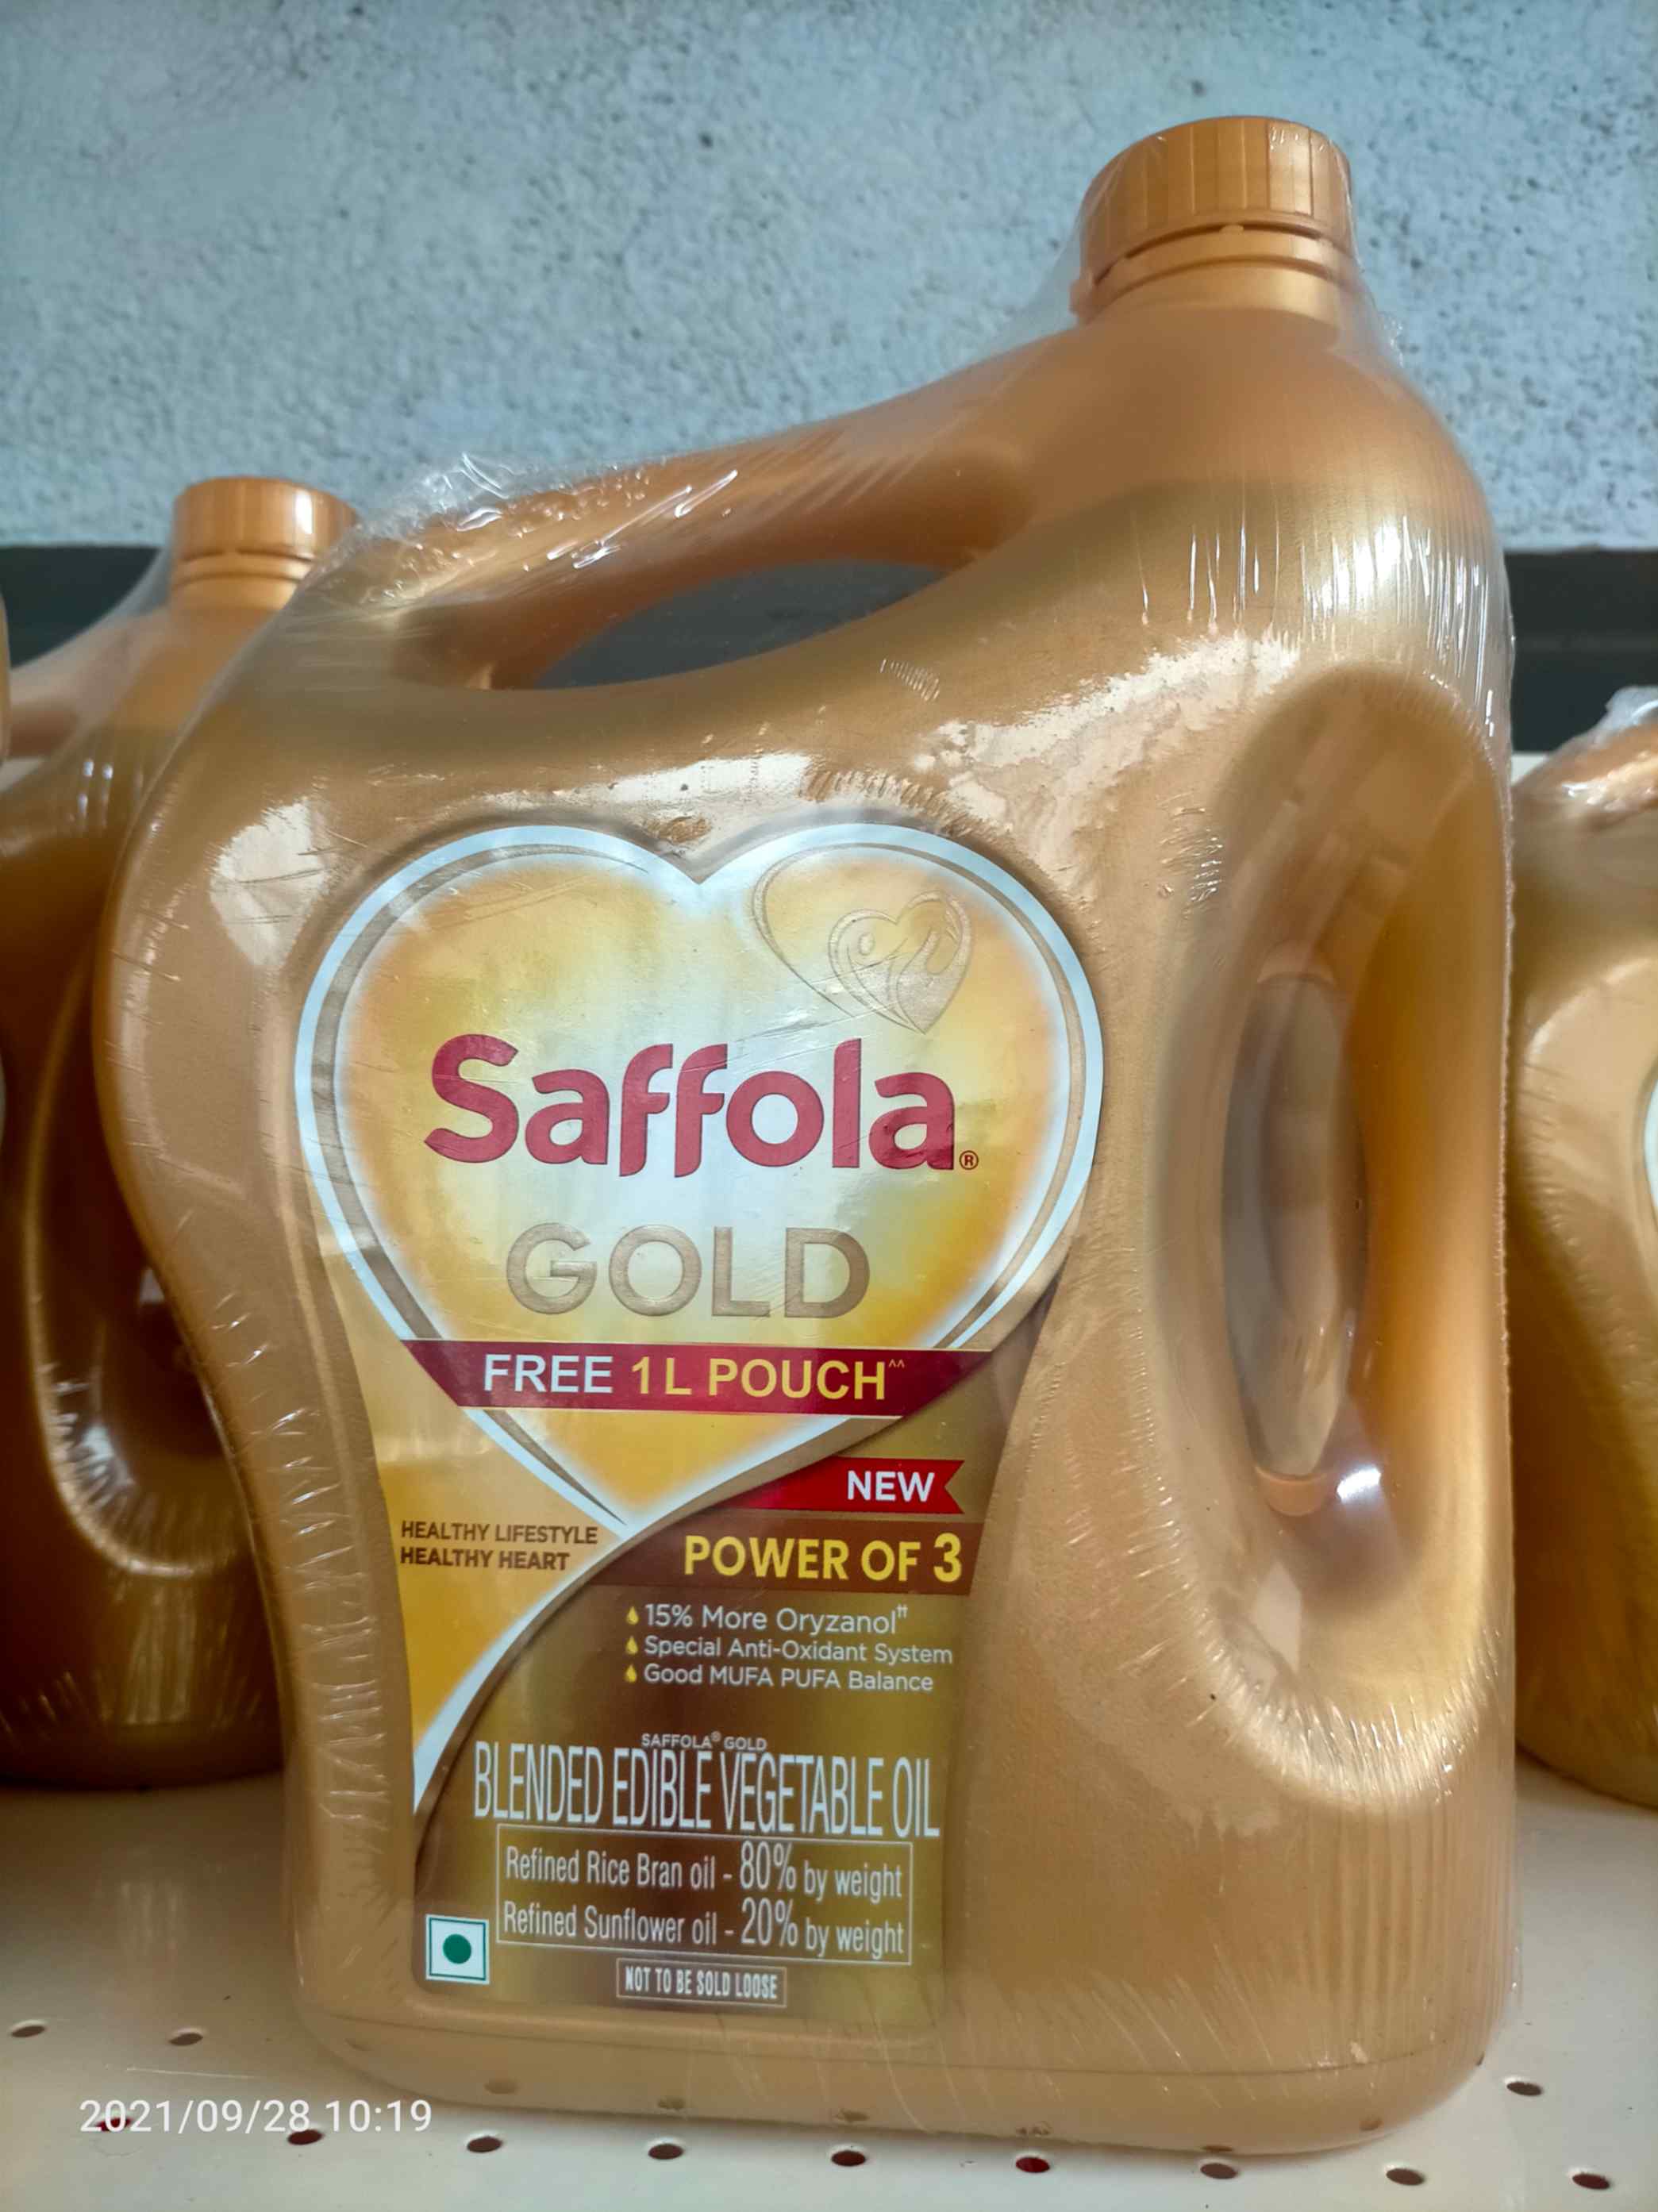 Saffola®
GOLD
FREE 1L POUCH^^
NEW
HEALTHY LIFESTYLE
HEALTHY HEART
POWER OF 3
15% More Oryzanol††
Special Anti-Oxidant System
Good MUFA PUFA Balance
SAFFOLA® GOLD
BLENDED EDIBLE VEGETABLE OIL
Refined Rice Bran oil - 80% by weight
Refined Sunflower oil - 20% by weight
NOT TO BE SOLD LOOSE
2021/09/28 10:19